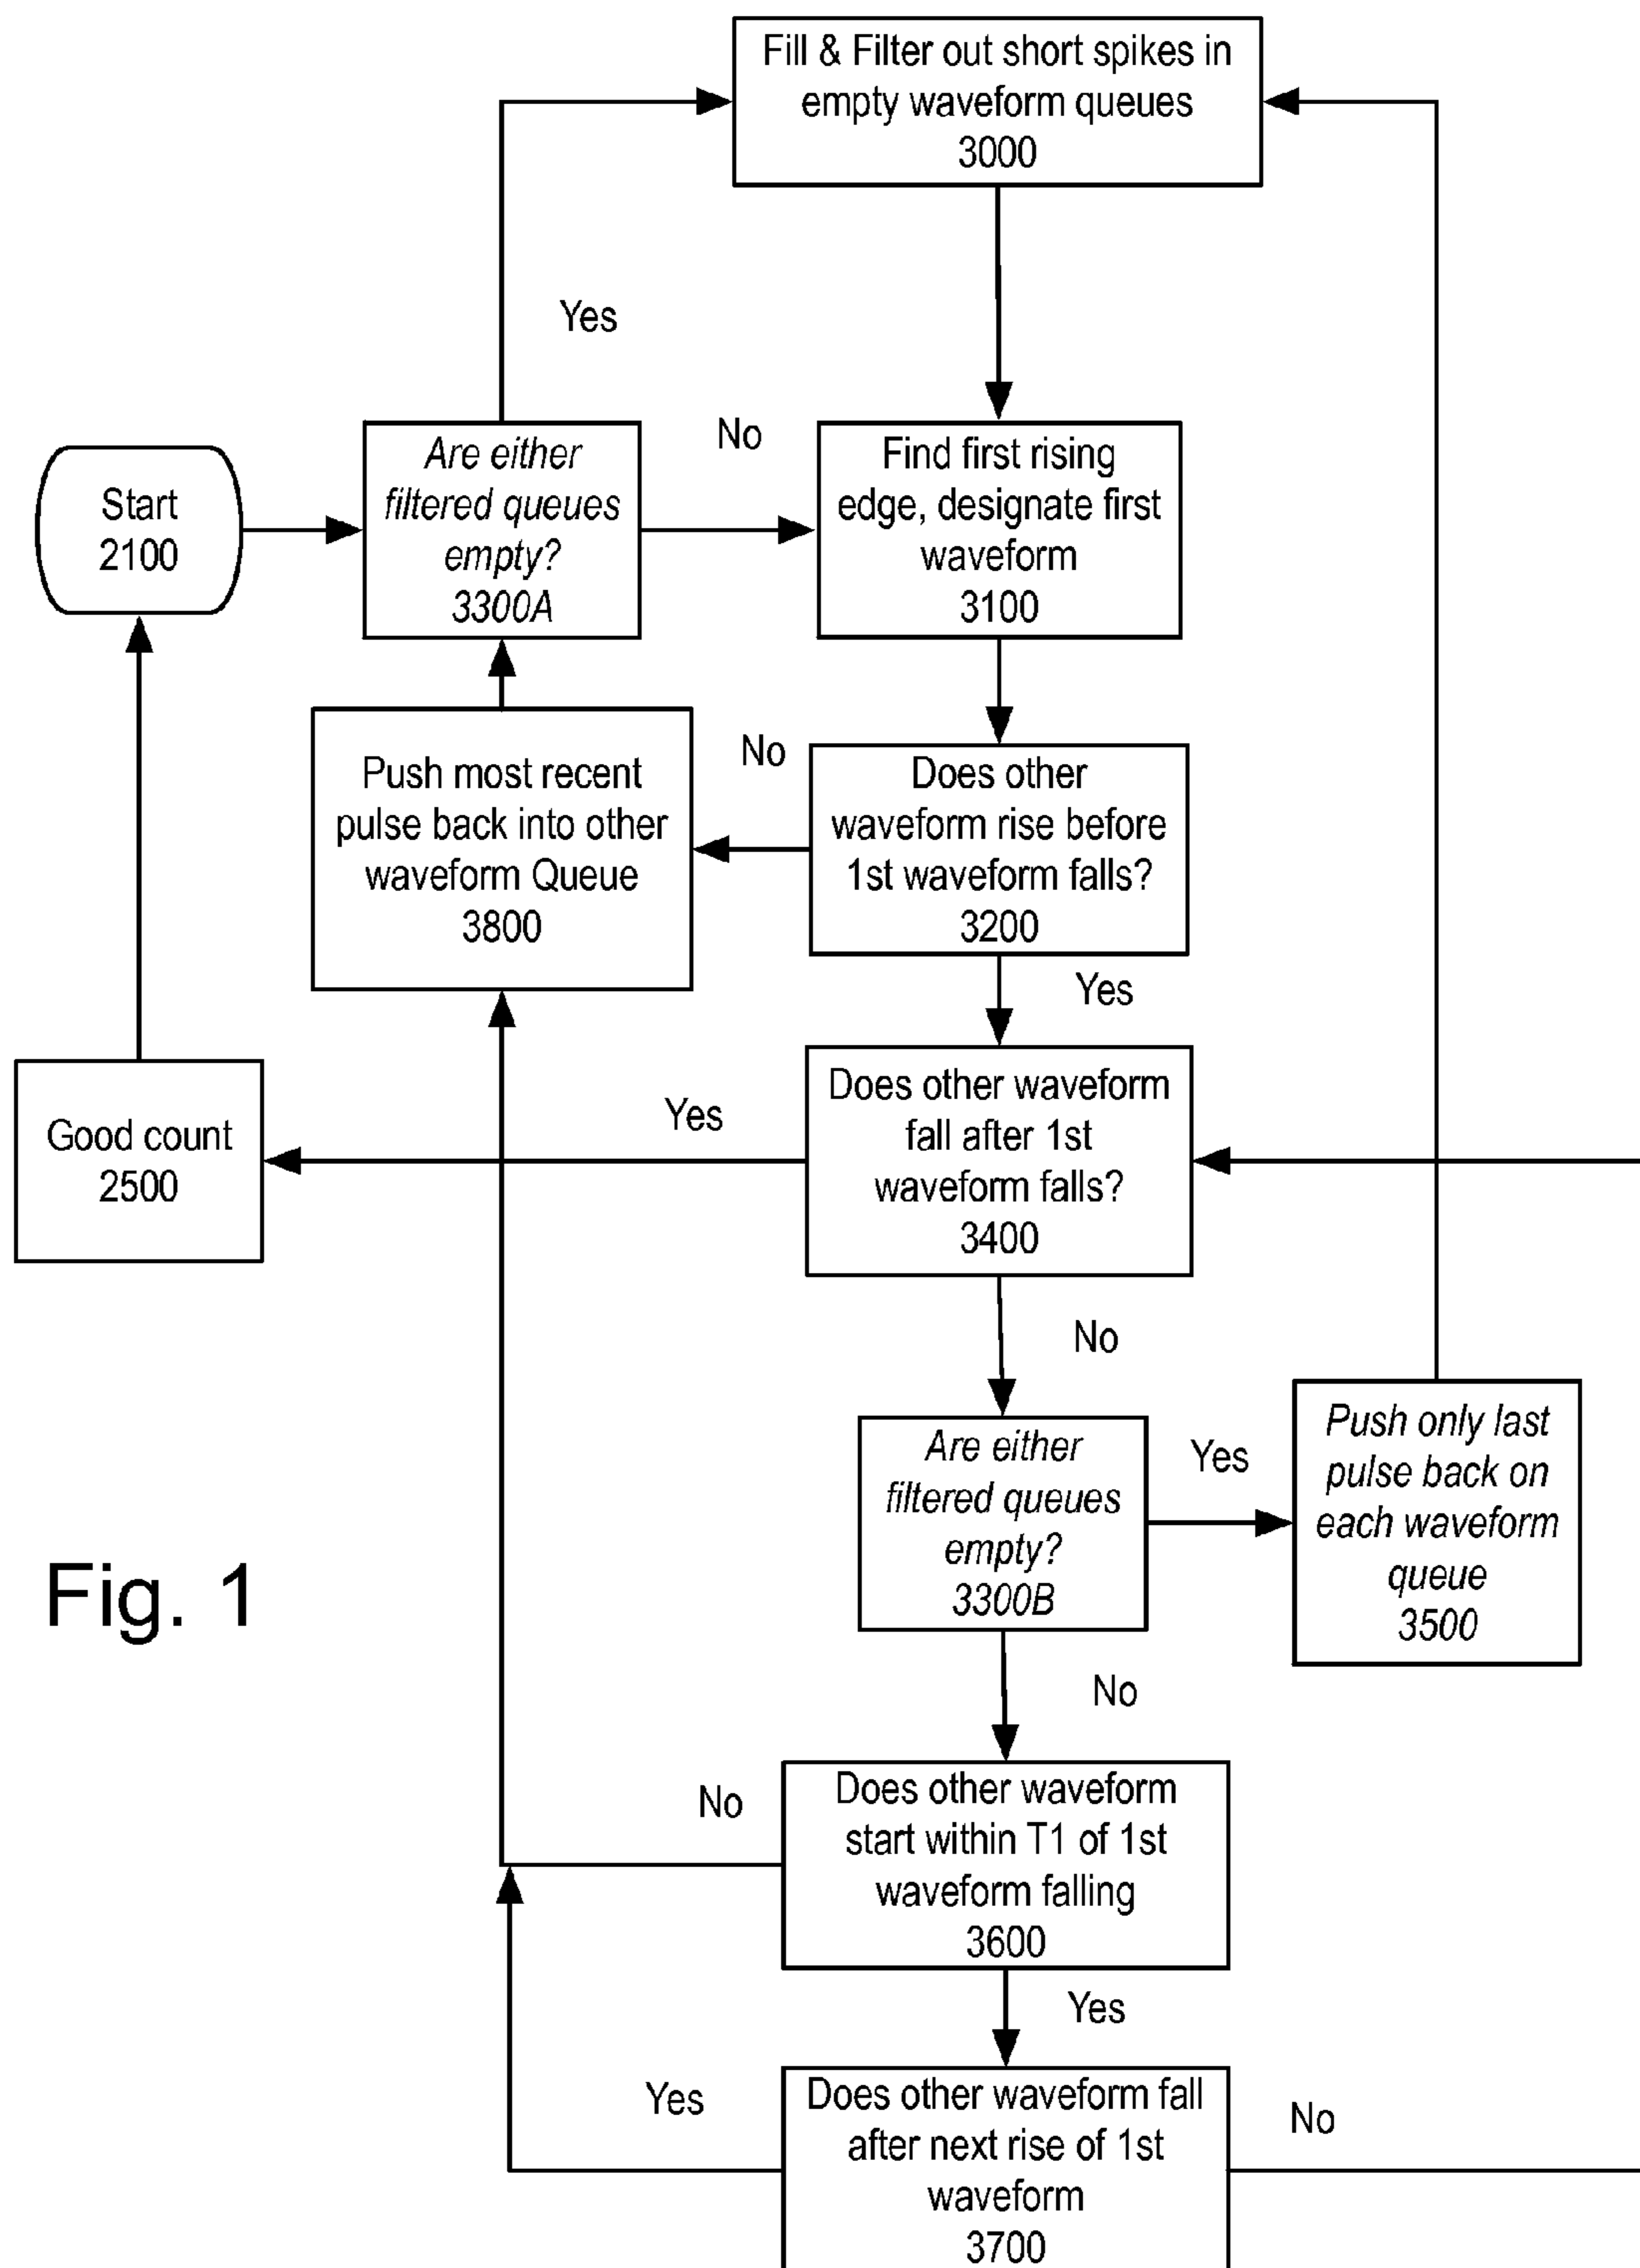 Fill & Filter out short spikes in
empty waveform queues
3000
Yes
No
Start
2100
Are either
filtered queues
empty?
3300A
Find first rising
edge, designate first
waveform
3100
No
Push most recent
pulse back into other
waveform Queue
3800
Does other
waveform rise before
1st waveform falls?
3200
Yes
Good count
2500
Yes
Does other waveform
fall after 1st
waveform falls?
3400
No
Are either
filtered queues
empty?
3300B
Yes
Push only last
pulse back on
each waveform
queue
3500
Fig. 1
No
No
Does other waveform
start within T1 of 1st
waveform falling
3600
Yes
Yes
Does other waveform fall
after next rise of 1st
waveform
3700
No